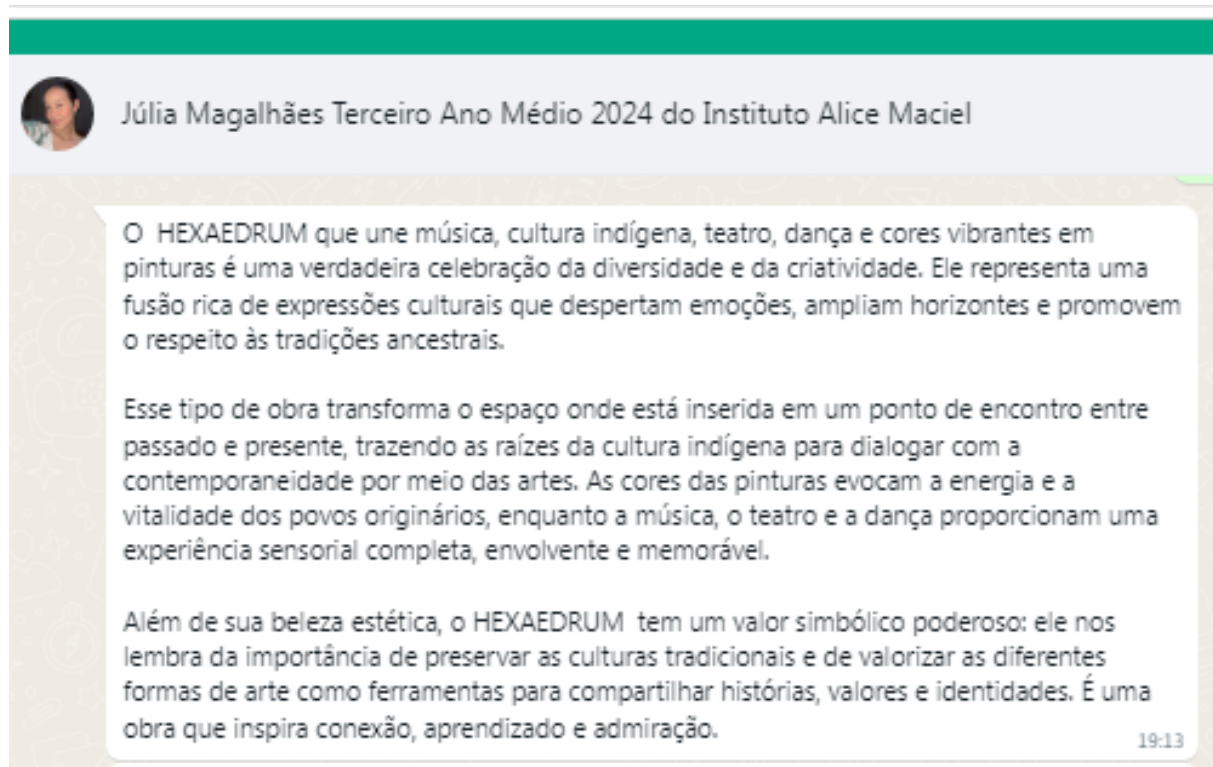 Júlia Magalhães Terceiro Ano Médio 2024 do Instituto Alice Maciel
O HEXAEDRUM que une música, cultura indígena, teatro, dança e cores vibrantes em
pinturas é uma verdadeira celebração da diversidade e da criatividade. Ele representa uma
fusão rica de expressões culturais que despertam emoções, ampliam horizontes e promovem
o respeito às tradições ancestrais.
Esse tipo de obra transforma o espaço onde está inserida em um ponto de encontro entre
passado e presente, trazendo as raízes da cultura indígena para dialogar com a
contemporaneidade por meio das artes. As cores das pinturas evocam a energia e a
vitalidade dos povos originários, enquanto a música, o teatro e a dança proporcionam uma
experiência sensorial completa, envolvente e memorável.
Além de sua beleza estética, o HEXAEDRUM tem um valor simbólico poderoso: ele nos
lembra da importância de preservar as culturas tradicionais e de valorizar as diferentes
formas de arte como ferramentas para compartilhar histórias, valores e identidades. É uma
obra que inspira conexão, aprendizado e admiração.
19:13